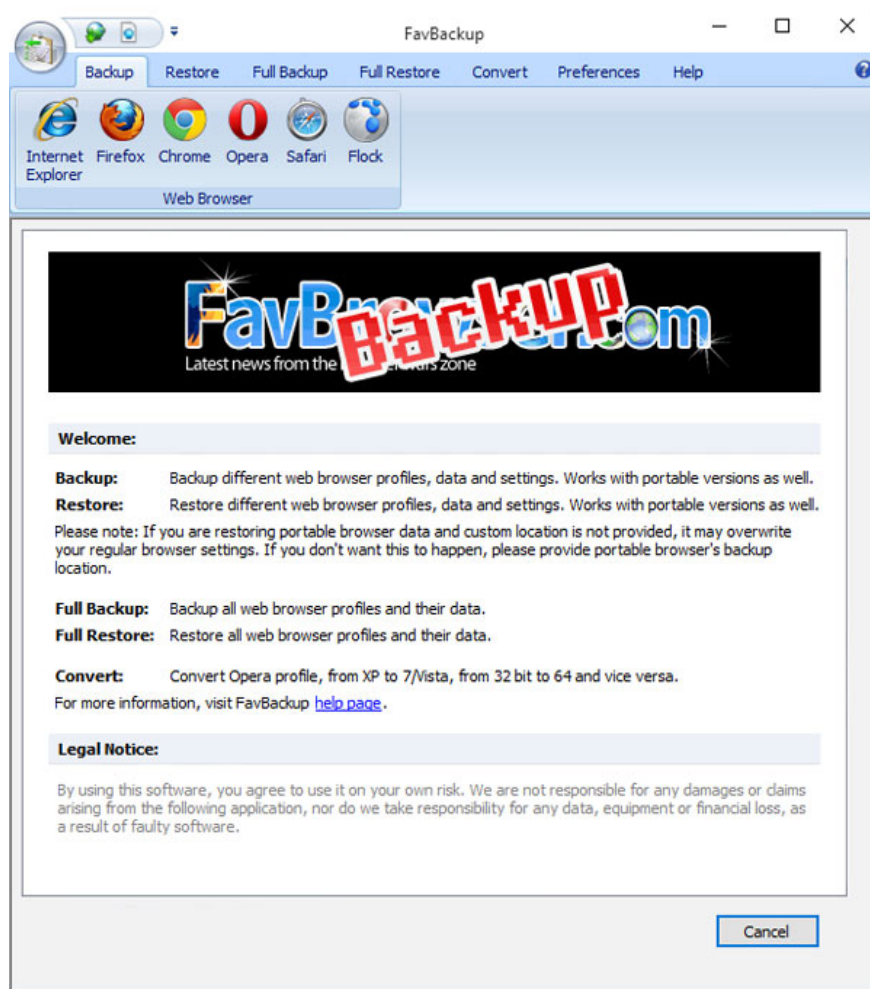 FavBackup
Backup Restore Full Backup Full Restore Convert Preferences Help
Internet Explorer Firefox Chrome Opera Safari Flock
Web Browser
FavB .com
Backup
Latest news from the zone
Welcome:
Backup: Backup different web browser profiles, data and settings. Works with portable versions as well.
Restore: Restore different web browser profiles, data and settings. Works with portable versions as well.
Please note: If you are restoring portable browser data and custom location is not provided, it may overwrite
your regular browser settings. If you don't want this to happen, please provide portable browser's backup
location.
Full Backup: Backup all web browser profiles and their data.
Full Restore: Restore all web browser profiles and their data.
Convert: Convert Opera profile, from XP to 7/Vista, from 32 bit to 64 and vice versa.
For more information, visit FavBackup help page.
Legal Notice:
By using this software, you agree to use it on your own risk. We are not responsible for any damages or claims
arising from the following application, nor do we take responsibility for any data, equipment or financial loss, as
a result of faulty software.
Cancel